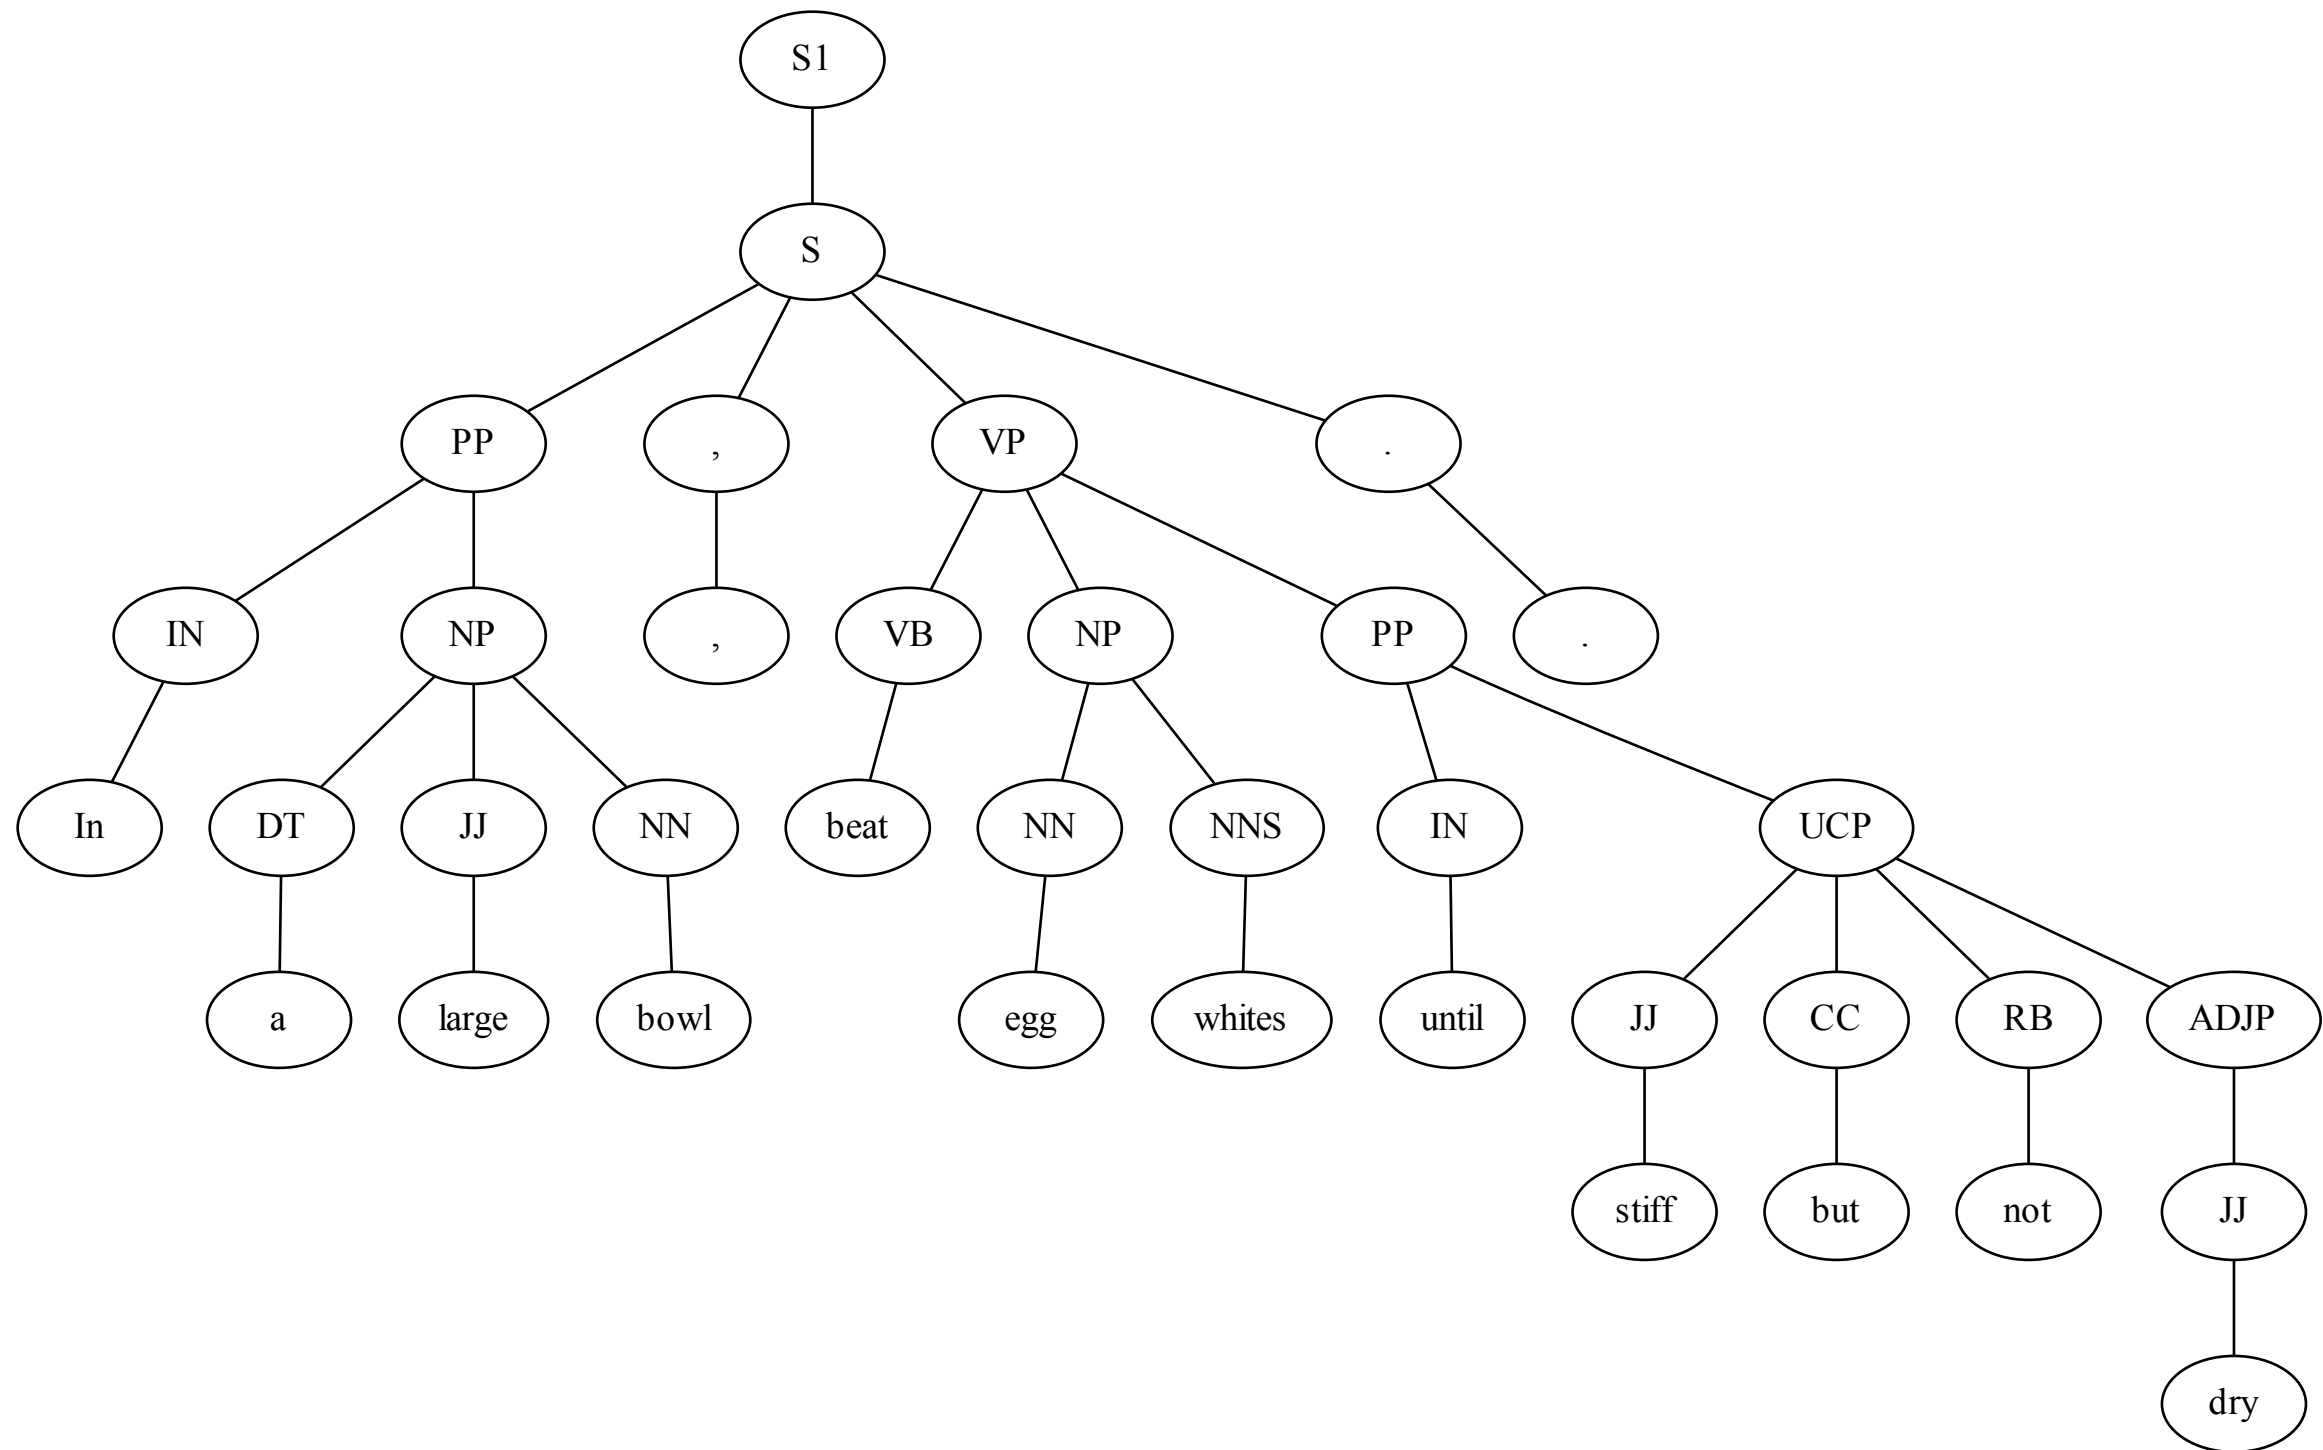 S1
S
PP , VP .
IN NP , VB NP PP .
In DT JJ NN beat NN NNS IN UCP
a large bowl egg whites until JJ CC RB ADJP
stiff but not JJ
dry